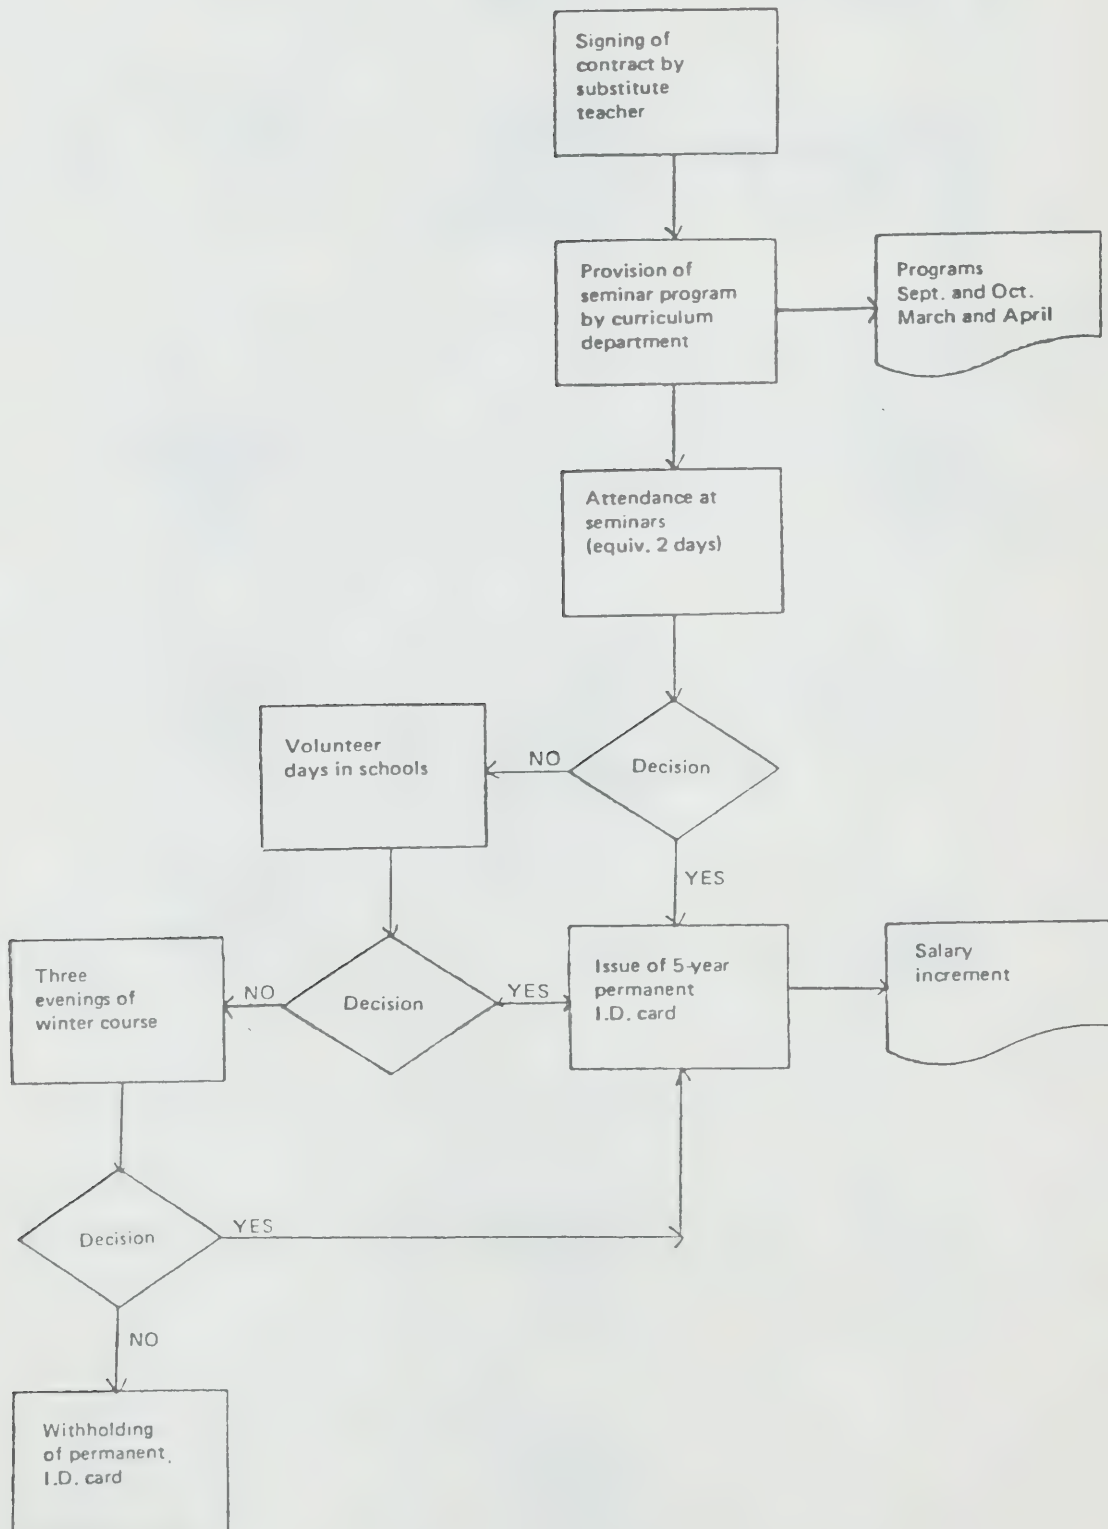 Signing of
contract by
substitute
teacher
Provision of
seminar program
by curriculum
department
Programs
Sept. and Oct.
March and April
Attendance at
seminars
(equiv. 2 days)
Decision
NO
YES
Volunteer
days in schools
Decision
NO
YES
Issue of 5-year
permanent
I.D. card
Salary
increment
Three
evenings of
winter course
Decision
YES
NO
Withholding
of permanent
I.D. card